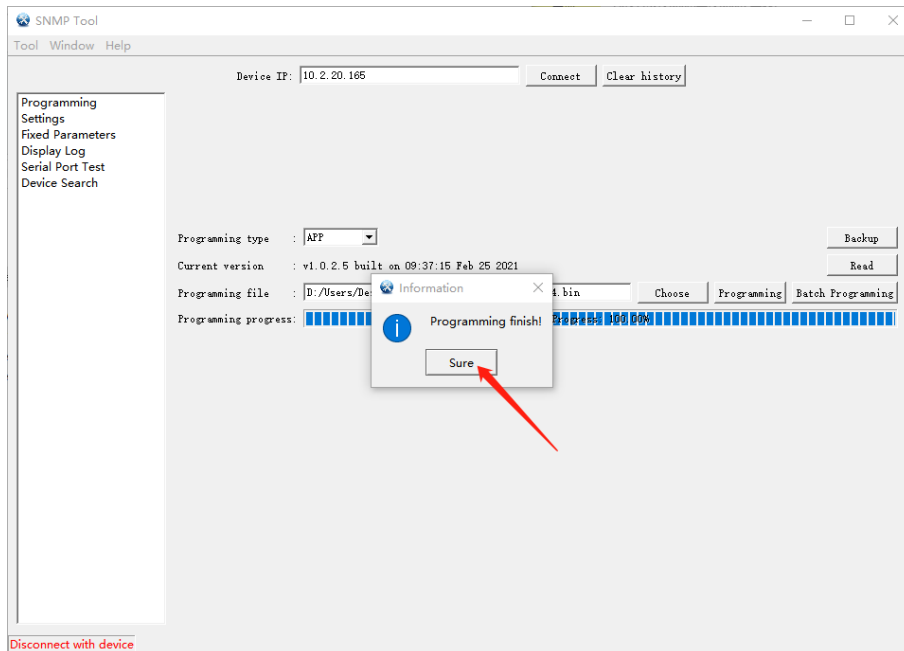 SNMP Tool
Tool Window Help
Device IP: 10.2.20.165 Connect Clear history
Programming
Settings
Fixed Parameters
Display Log
Serial Port Test
Device Search
Programming type : APP Backup
Current version : v1.0.2.5 built on 09:37:15 Feb 25 2021 Read
Information
Programming file : D:/Users/De 4.bin Choose Programming Batch Programming
Programming progress: Progress: 100.00%
Programming finish!
Sure
Disconnect with device